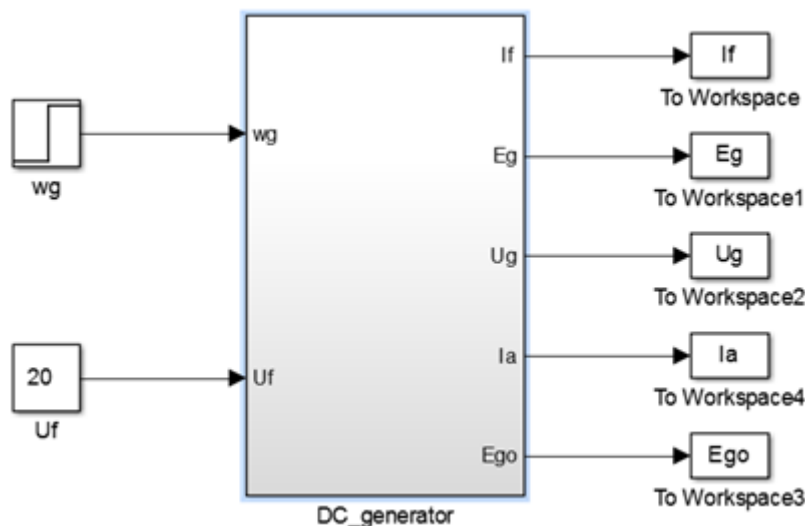 If
To Workspace
wg
wg
Eg
To Workspace1
Ug
Ug
To Workspace2
20
Uf
Uf
Ia
Ia
To Workspace4
Ego
Ego
To Workspace3
DC_generator
If
Eg